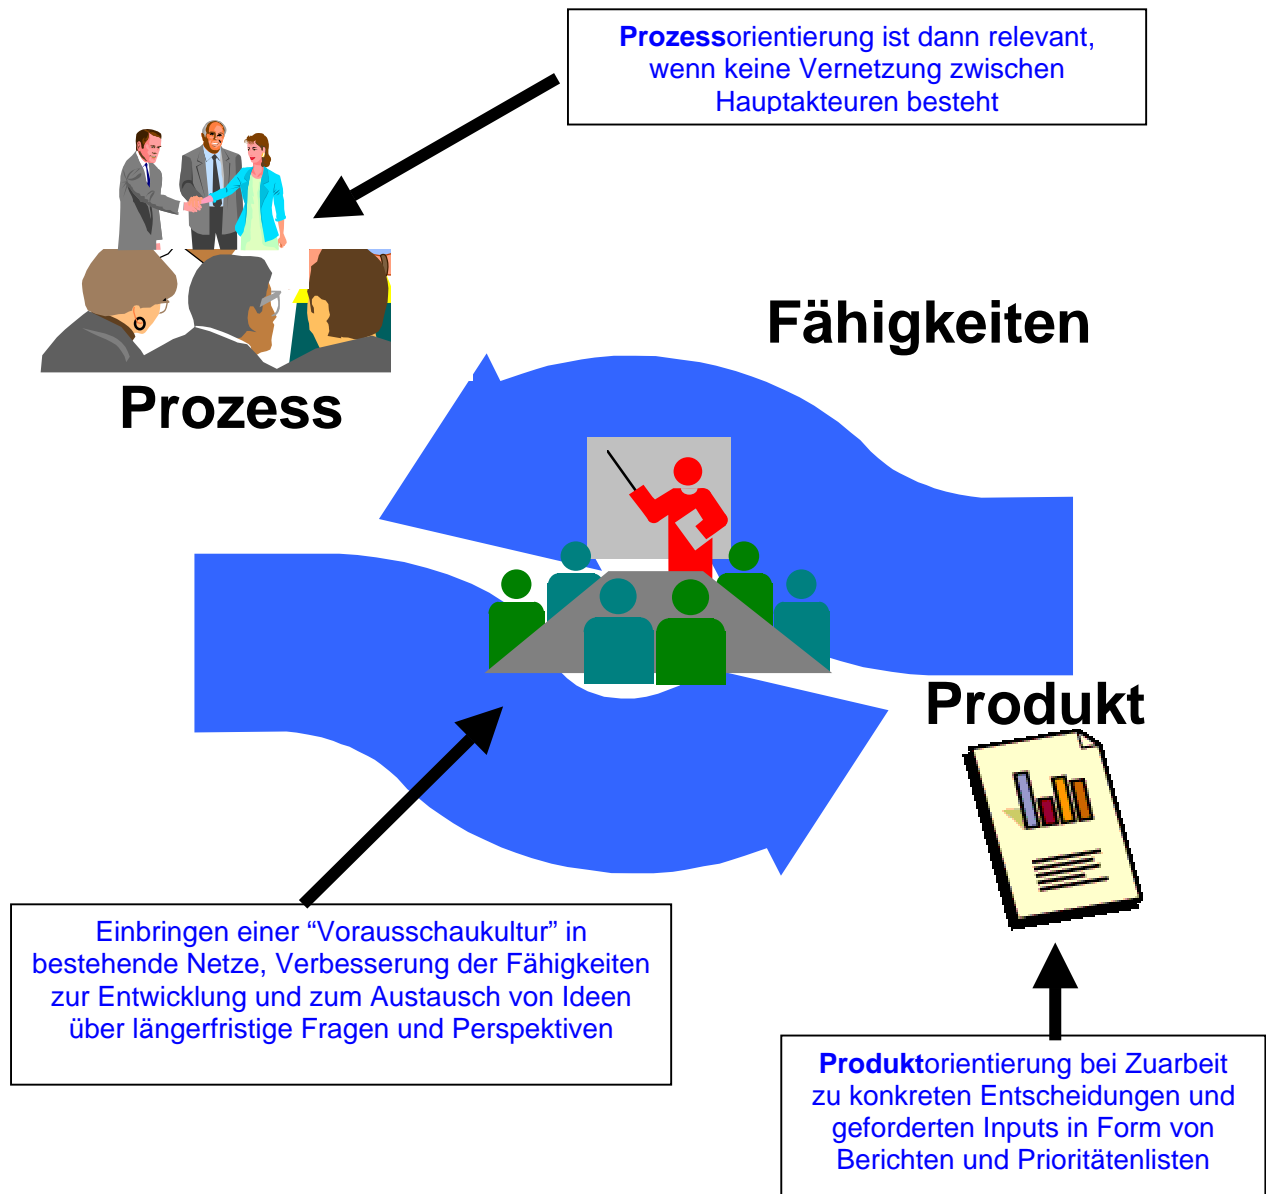 Prozessorientierung ist dann relevant,
wenn keine Vernetzung zwischen
Hauptakteuren besteht
Fähigkeiten
Prozess
Produkt
Einbringen einer “Vorausschaukultur” in
bestehende Netze, Verbesserung der Fähigkeiten
zur Entwicklung und zum Austausch von Ideen
über längerfristige Fragen und Perspektiven
Produktorientierung bei Zuarbeit
zu konkreten Entscheidungen und
geforderten Inputs in Form von
Berichten und Prioritätenlisten